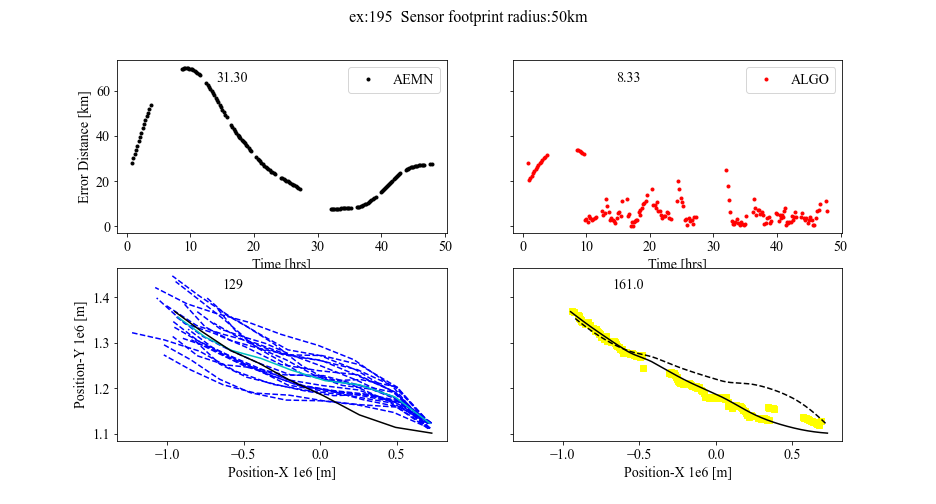 ex:195  Sensor footprint radius:50km
31.30
AEMN
8.33
ALGO
Error Distance [km]
60
40
20
0
0 10 20 30 40 50
0 10 20 30 40 50
Time [hrs]
Time [hrs]
129
161.0
Position-Y 1e6 [m]
1.4
1.3
1.2
1.1
−1.0 −0.5 0.0 0.5
−1.0 −0.5 0.0 0.5
Position-X 1e6 [m]
Position-X 1e6 [m]